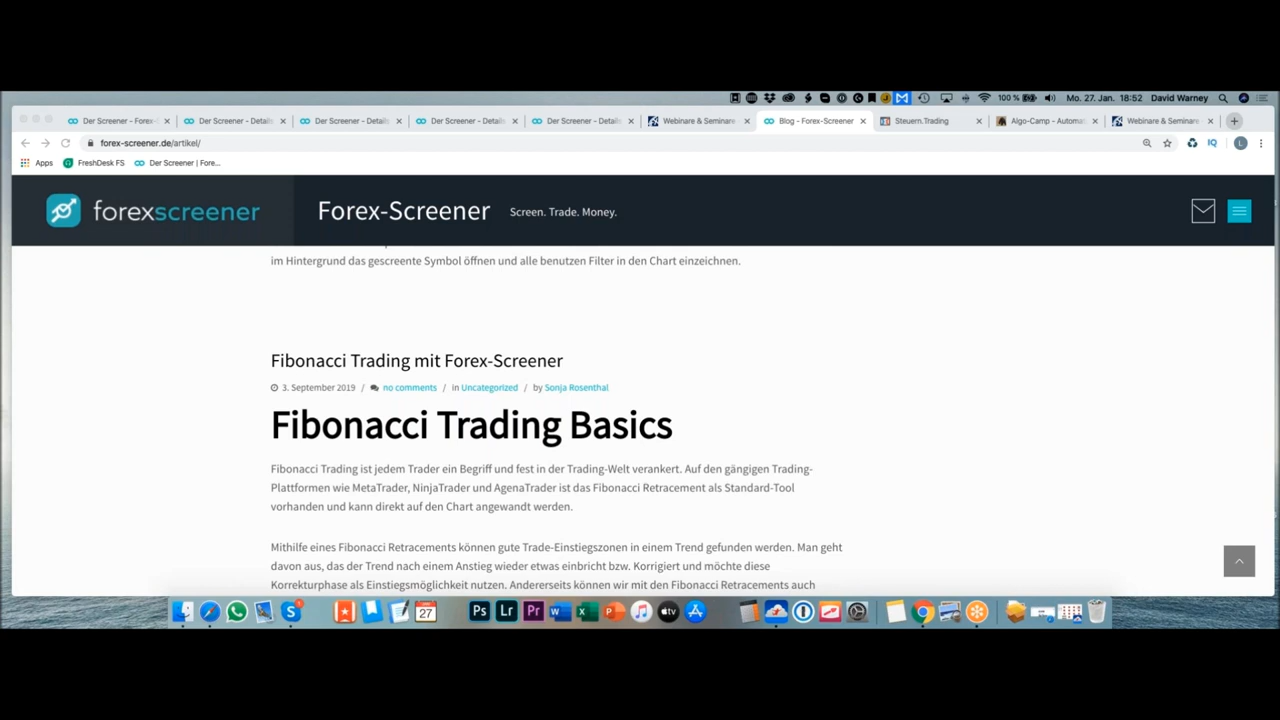 100 %
Mo. 27. Jan. 18:52 David Warney
Der Screener - Forex-
Der Screener - Details
Der Screener - Details
Der Screener - Details
Der Screener - Details
Webinare & Seminare
Blog - Forex-Screener
Steuern.Trading
Algo-Camp - Automa
Webinare & Seminare
forex-screener.de/artikel/
IQ
L
Apps
FreshDesk FS
Der Screener | Fore...
forexscreener
Forex-Screener
Screen. Trade. Money.
im Hintergrund das gescreente Symbol öffnen und alle benutzen Filter in den Chart einzeichnen.
Fibonacci Trading mit Forex-Screener
3. September 2019 / no comments / in Uncategorized / by Sonja Rosenthal
Fibonacci Trading Basics
Fibonacci Trading ist jedem Trader ein Begriff und fest in der Trading-Welt verankert. Auf den gängigen Trading-
Plattformen wie MetaTrader, NinjaTrader und AgenaTrader ist das Fibonacci Retracement als Standard-Tool
vorhanden und kann direkt auf den Chart angewandt werden.
Mithilfe eines Fibonacci Retracements können gute Trade-Einstiegszonen in einem Trend gefunden werden. Man geht
davon aus, das der Trend nach einem Anstieg wieder etwas einbricht bzw. Korrigiert und möchte diese
Korrekturphase als Einstiegsmöglichkeit nutzen. Andererseits können wir mit den Fibonacci Retracements auch
27
Ps
Lr
Pr
tv